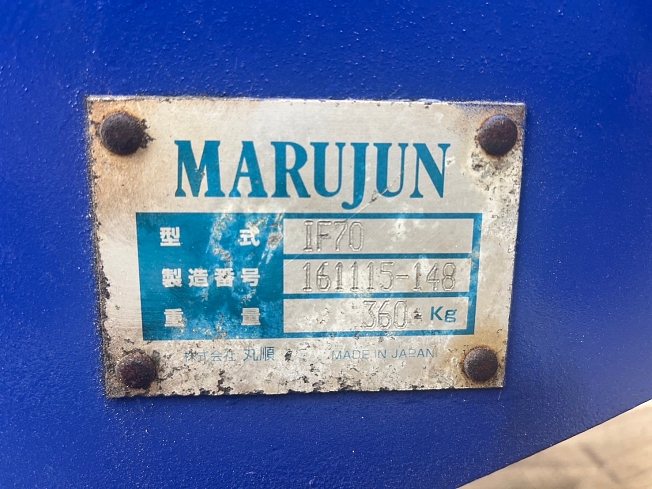 MARUJUN
型式 IF70
製造番号 161115-148
重量 360 Kg
株式会社 丸順 MADE IN JAPAN